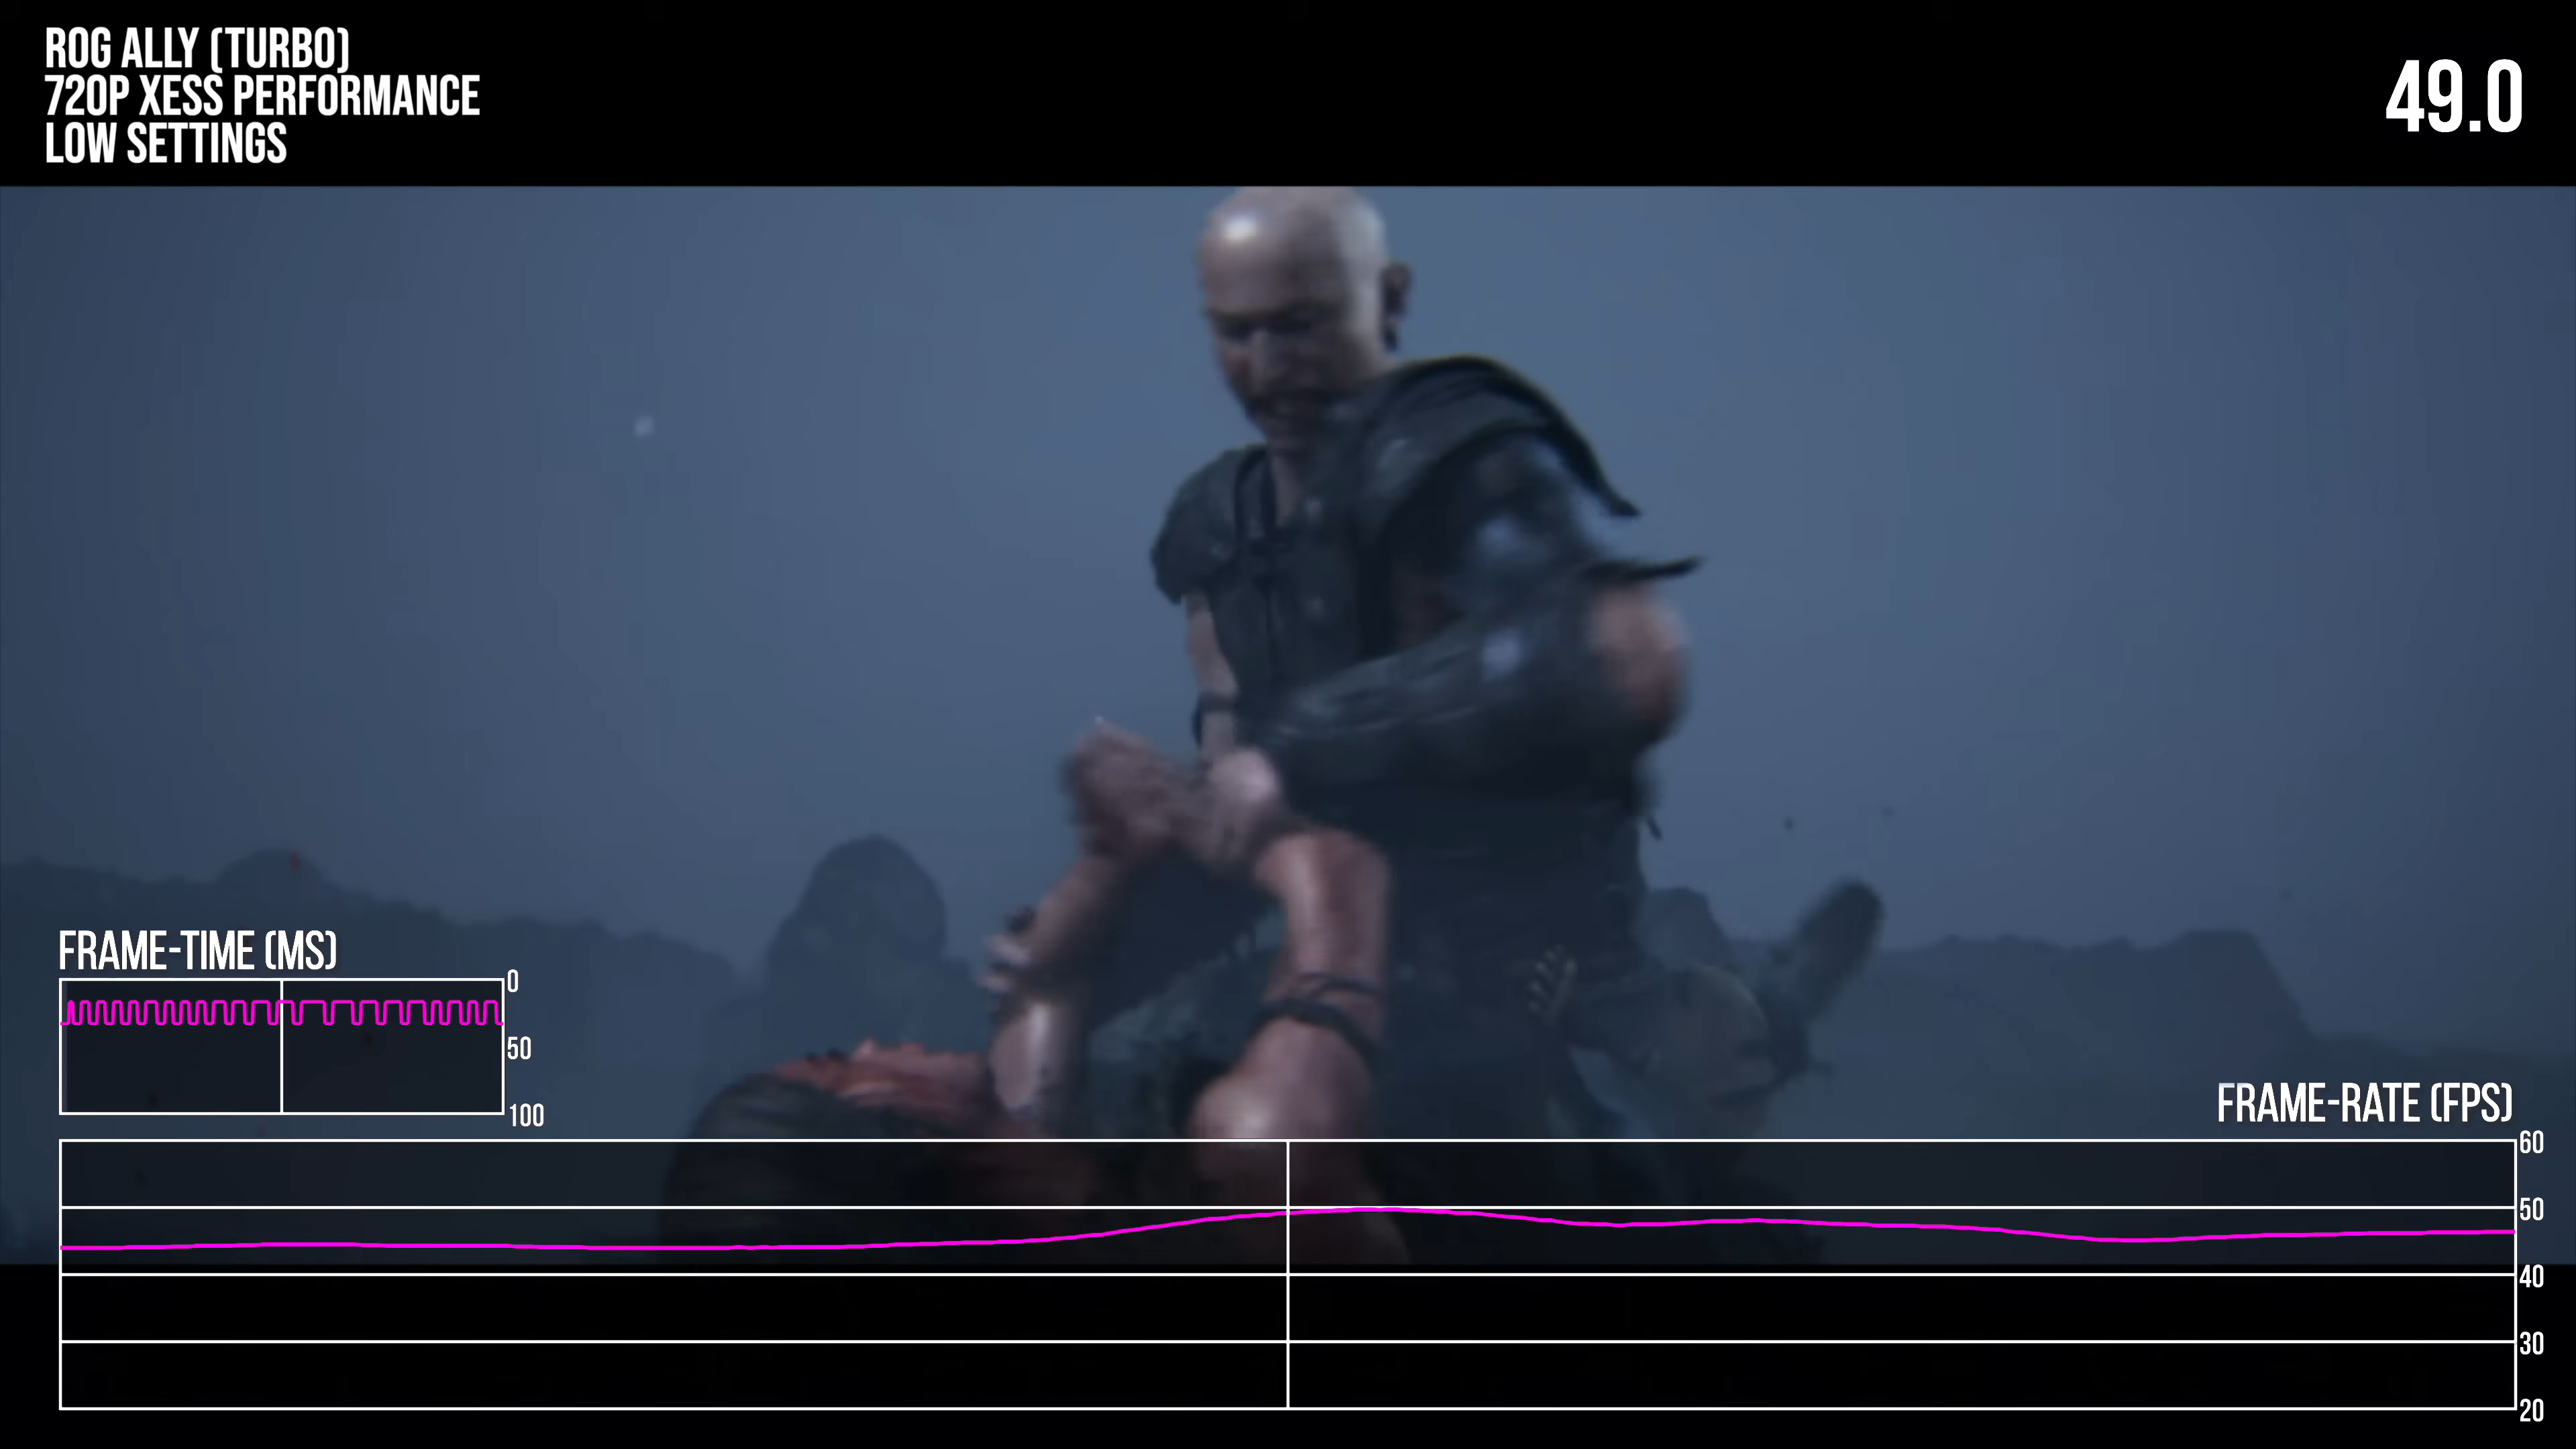 ROG ALLY (TURBO)
720P XESS PERFORMANCE
LOW SETTINGS
49.0
FRAME-TIME (MS)
0
50
100
FRAME-RATE (FPS)
60
50
40
30
20